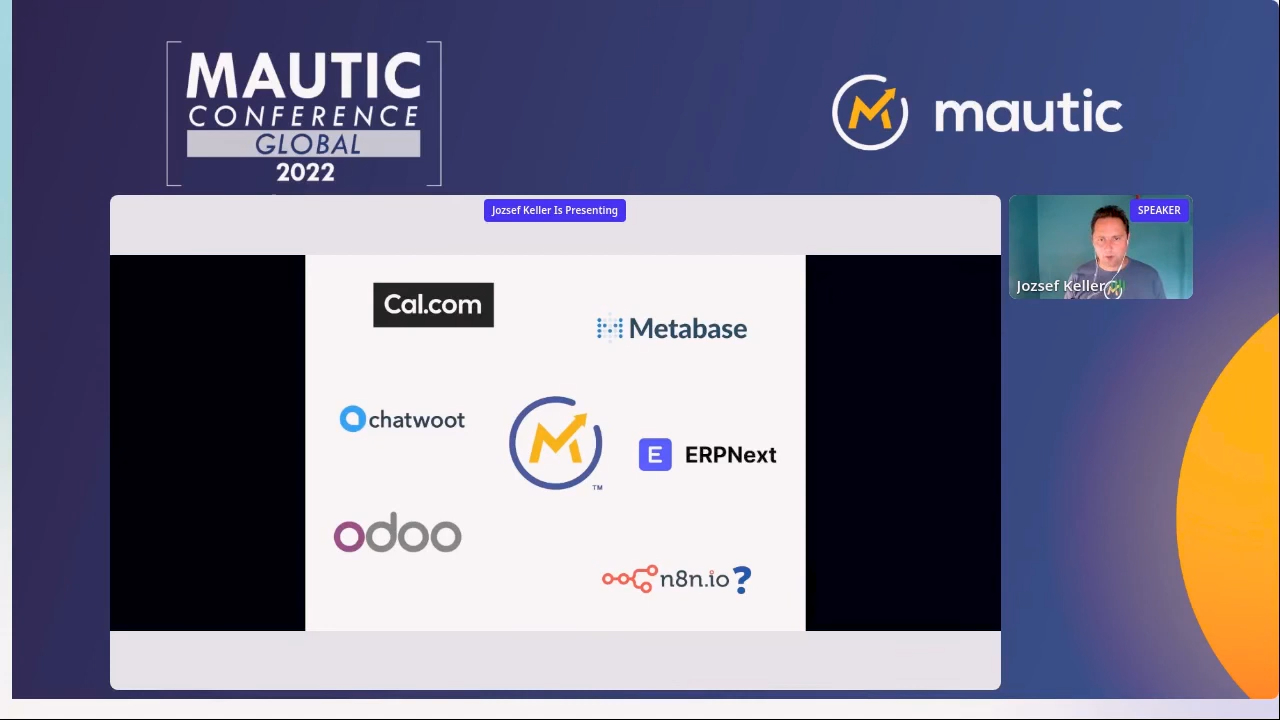 MAUTIC
CONFERENCE
GLOBAL
2022
mautic
Jozsef Keller Is Presenting
SPEAKER
Jozsef Keller
Cal.com
Metabase
chatwoot
TM
E ERPNext
odoo
n8n.io ?